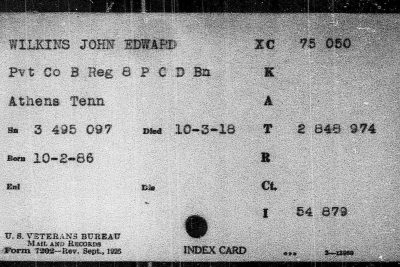 WILKINS JOHN EDWARD XC 75 050
Pvt Co B Reg 8 P C D Bn K
Athens Tenn A
Sn 3 495 097 Died 10-3-18 T 2 848 974
Born 10-2-86 R
Enl Dis Ct.
I 54 879
U. S. VETERANS BUREAU
MAIL AND RECORDS
Form 7202—Rev. Sept., 1925 INDEX CARD